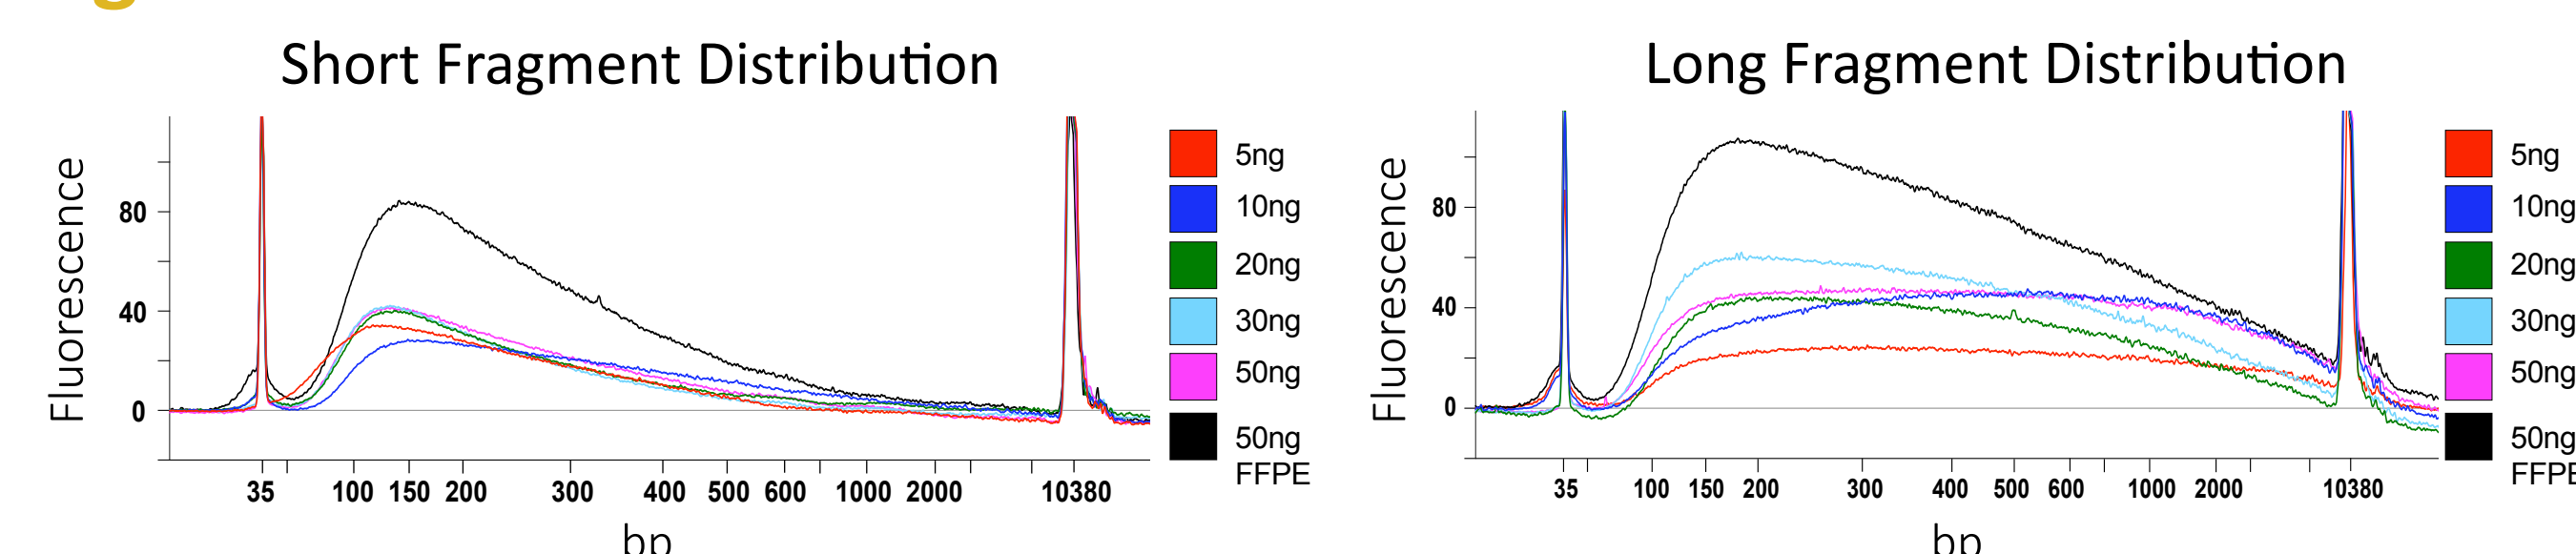 Short Fragment Distribution
Fluorescence
80
40
0
35 100 150 200 300 400 500 600 1000 2000 10380
bp
5ng
10ng
20ng
30ng
50ng
50ng
FFPE
Long Fragment Distribution
Fluorescence
80
40
0
35 100 150 200 300 400 500 600 1000 2000 10380
bp
5ng
10ng
20ng
30ng
50ng
50ng
FFPE